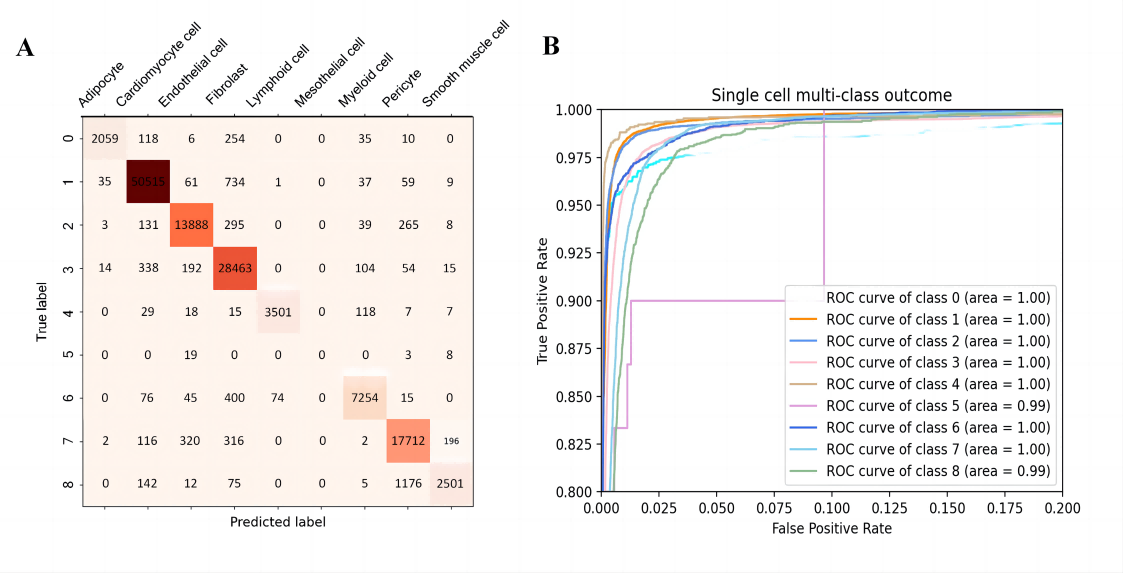 A
Adipocyte
Cardiomyocyte cell
Endothelial cell
Fibrolast
Lymphoid cell
Mesothelial cell
Myeloid cell
Pericyte
Smooth muscle cell
True label
0 2059 118 6 254 0 0 35 10 0
1 35 50515 61 734 1 0 37 59 9
2 3 131 13888 295 0 0 39 265 8
3 14 338 192 28463 0 0 104 54 15
4 0 29 18 15 3501 0 118 7 7
5 0 0 19 0 0 0 0 3 8
6 0 76 45 400 74 0 7254 15 0
7 2 116 320 316 0 0 2 17712 196
8 0 142 12 75 0 0 5 1176 2501
Predicted label
B
Single cell multi-class outcome
True Positive Rate
1.000
0.975
0.950
0.925
0.900
0.875
0.850
0.825
0.800
ROC curve of class 0 (area = 1.00)
ROC curve of class 1 (area = 1.00)
ROC curve of class 2 (area = 1.00)
ROC curve of class 3 (area = 1.00)
ROC curve of class 4 (area = 1.00)
ROC curve of class 5 (area = 0.99)
ROC curve of class 6 (area = 1.00)
ROC curve of class 7 (area = 1.00)
ROC curve of class 8 (area = 0.99)
0.000 0.025 0.050 0.075 0.100 0.125 0.150 0.175 0.200
False Positive Rate